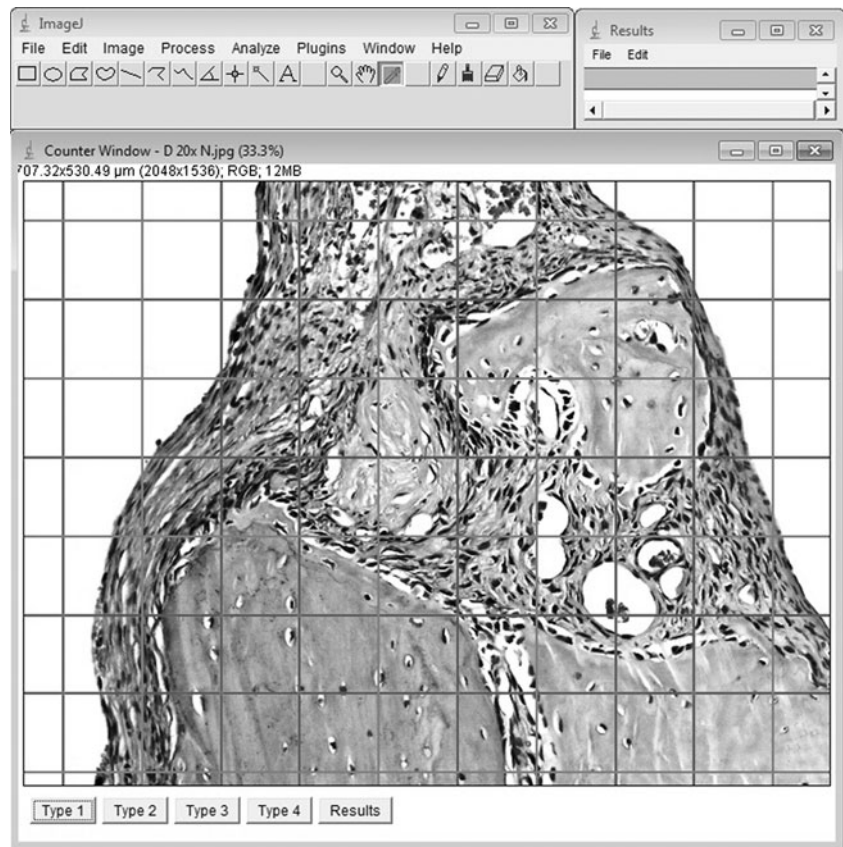 ImageJ
File Edit Image Process Analyze Plugins Window Help
A
Results
File Edit
Counter Window - D 20x N.jpg (33.3%)
707.32x530.49 µm (2048x1536); RGB; 12MB
Type 1 Type 2 Type 3 Type 4 Results